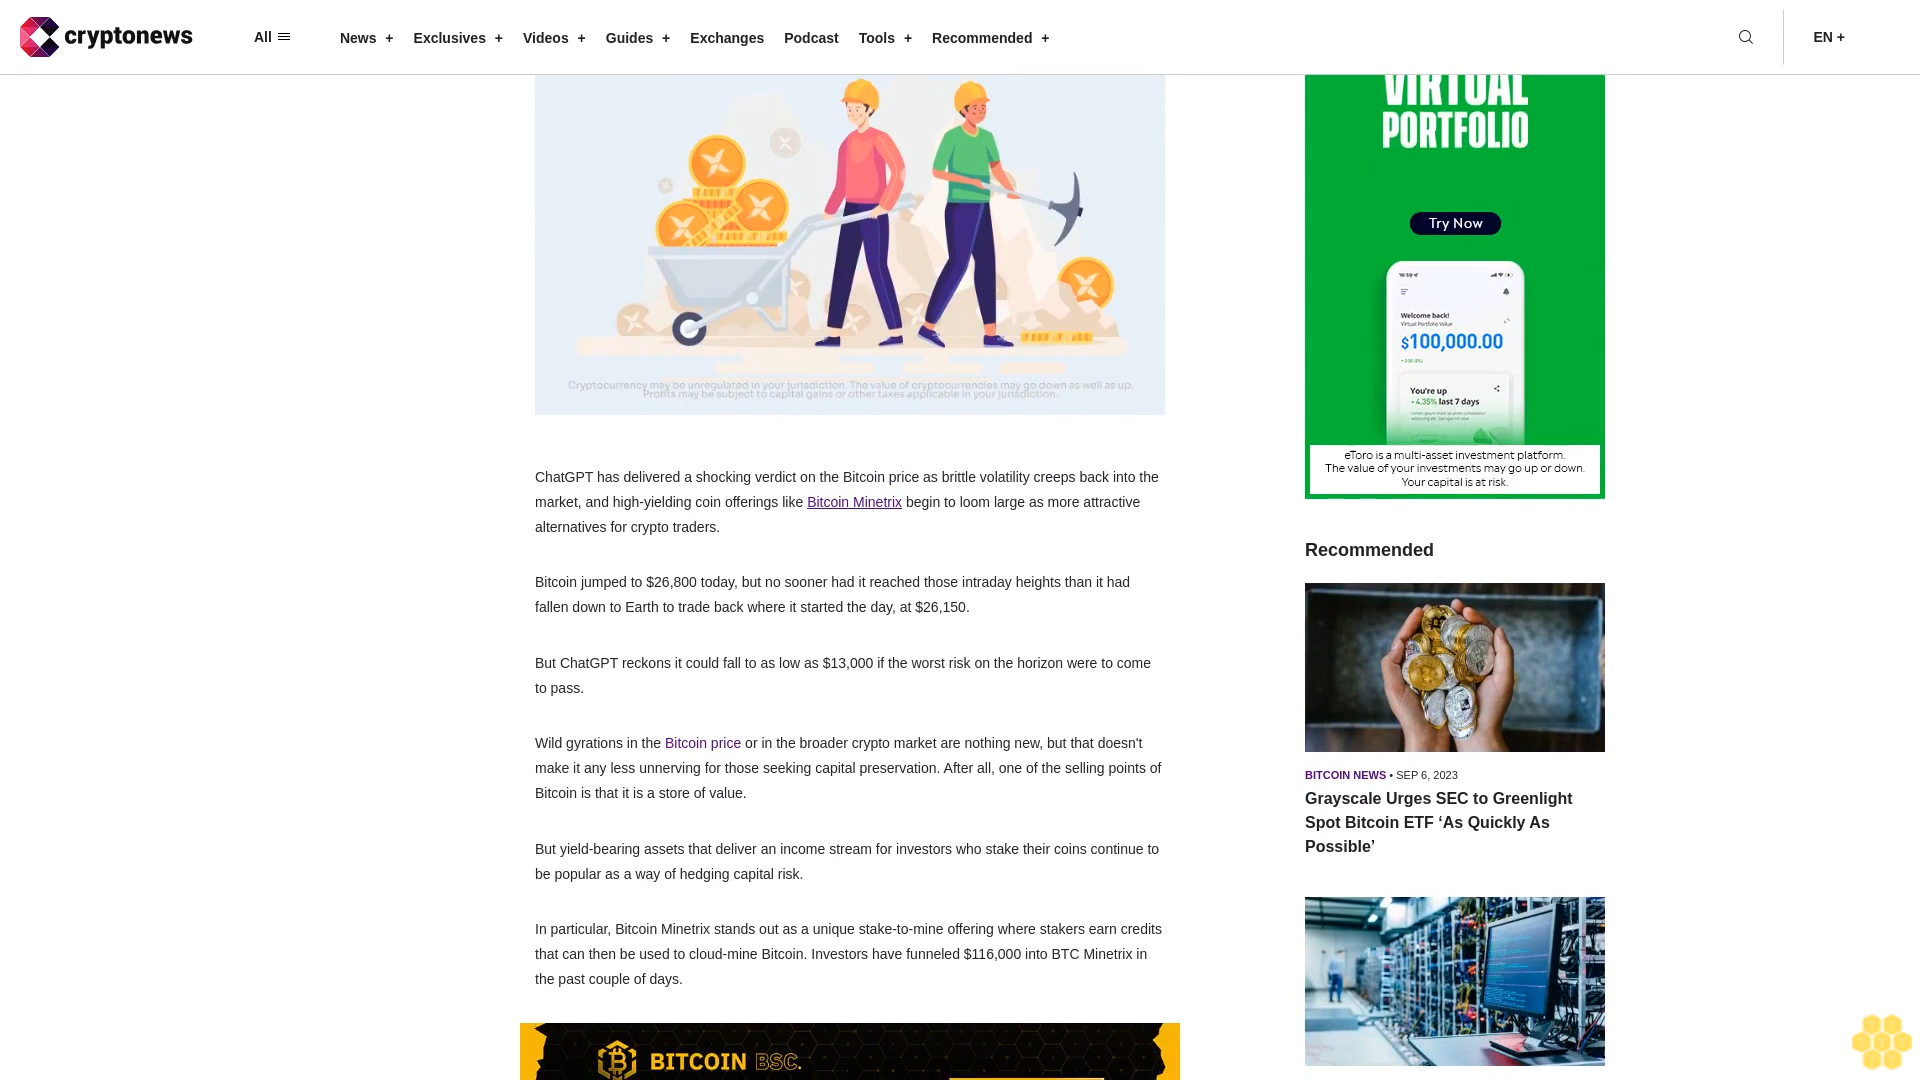 cryptonews
All
News +
Exclusives +
Videos +
Guides +
Exchanges
Podcast
Tools +
Recommended +
EN +
Cryptocurrency may be unregulated in your jurisdiction. The value of cryptocurrencies may go down as well as up.
Profits may be subject to capital gains or other taxes applicable in your jurisdiction.
ChatGPT has delivered a shocking verdict on the Bitcoin price as brittle volatility creeps back into the
market, and high-yielding coin offerings like Bitcoin Minetrix begin to loom large as more attractive
alternatives for crypto traders.
Bitcoin jumped to $26,800 today, but no sooner had it reached those intraday heights than it had
fallen down to Earth to trade back where it started the day, at $26,150.
But ChatGPT reckons it could fall to as low as $13,000 if the worst risk on the horizon were to come
to pass.
Wild gyrations in the Bitcoin price or in the broader crypto market are nothing new, but that doesn't
make it any less unnerving for those seeking capital preservation. After all, one of the selling points of
Bitcoin is that it is a store of value.
But yield-bearing assets that deliver an income stream for investors who stake their coins continue to
be popular as a way of hedging capital risk.
In particular, Bitcoin Minetrix stands out as a unique stake-to-mine offering where stakers earn credits
that can then be used to cloud-mine Bitcoin. Investors have funneled $116,000 into BTC Minetrix in
the past couple of days.
BITCOIN BSC.
VIRTUAL
PORTFOLIO
Try Now
Welcome back!
Virtual Portfolio Value
$100,000.00
You're up
4.35% last 7 days
eToro is a multi-asset investment platform.
The value of your investments may go up or down.
Your capital is at risk.
Recommended
BITCOIN NEWS • SEP 6, 2023
Grayscale Urges SEC to Greenlight
Spot Bitcoin ETF ‘As Quickly As
Possible’